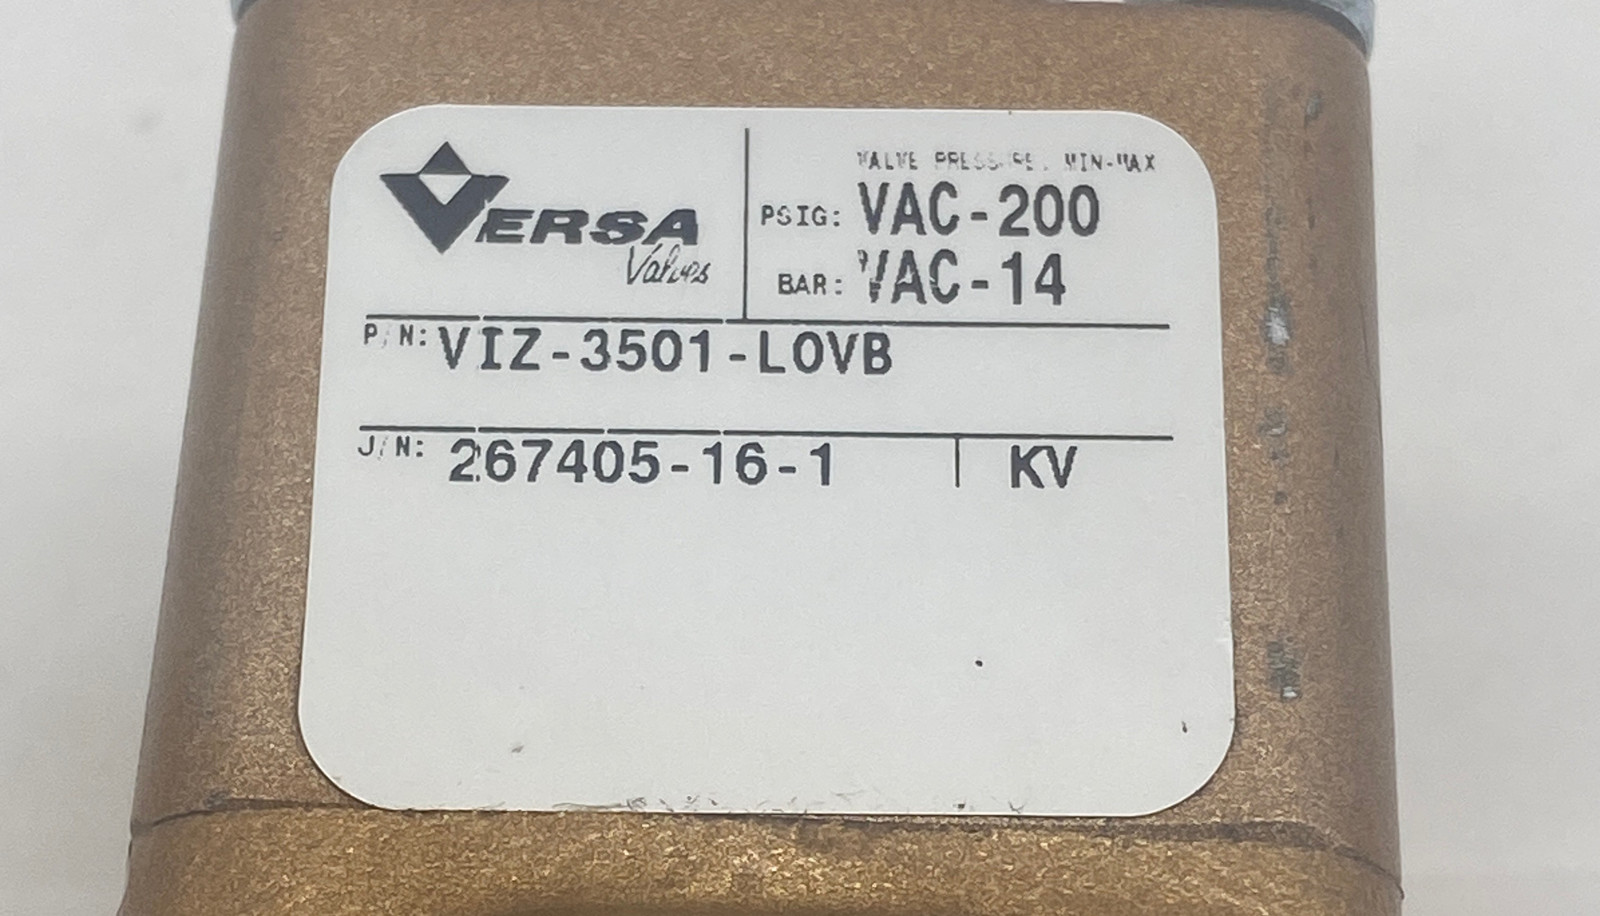 VERSA
Valves
VALVE PRESSURE, MIN-MAX
PSIG: VAC-200
BAR: VAC-14
P/N: VIZ-3501-LOVB
J/N: 267405-16-1 | KV